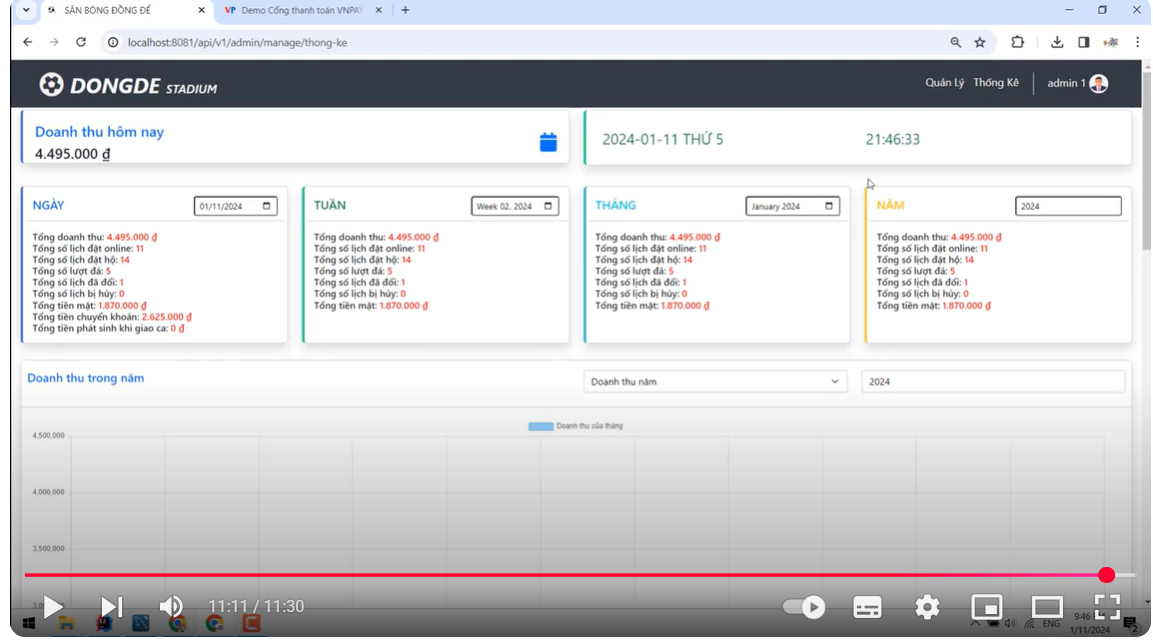 SÂN BÓNG ĐỒNG ĐẾ
VP Demo Cổng thanh toán VNPAY
localhost:8081/api/v1/admin/manage/thong-ke
DONGDE STADIUM
Quản Lý Thống Kê admin 1
Doanh thu hôm nay
4.495.000 ₫
2024-01-11 THỨ 5 21:46:33
NGÀY 01/11/2024
Tổng doanh thu: 4.495.000 ₫
Tổng số lịch đặt online: 11
Tổng số lịch đặt hộ: 14
Tổng số lượt đá: 5
Tổng số lịch đã đổi: 1
Tổng số lịch bị hủy: 0
Tổng tiền mặt: 1.870.000 ₫
Tổng tiền chuyển khoản: 2.625.000 ₫
Tổng tiền phát sinh khi giao ca: 0 ₫
TUẦN Week 02, 2024
Tổng doanh thu: 4.495.000 ₫
Tổng số lịch đặt online: 11
Tổng số lịch đặt hộ: 14
Tổng số lượt đá: 5
Tổng số lịch đã đổi: 1
Tổng số lịch bị hủy: 0
Tổng tiền mặt: 1.870.000 ₫
THÁNG January 2024
Tổng doanh thu: 4.495.000 ₫
Tổng số lịch đặt online: 11
Tổng số lịch đặt hộ: 14
Tổng số lượt đá: 5
Tổng số lịch đã đổi: 1
Tổng số lịch bị hủy: 0
Tổng tiền mặt: 1.870.000 ₫
NĂM 2024
Tổng doanh thu: 4.495.000 ₫
Tổng số lịch đặt online: 11
Tổng số lịch đặt hộ: 14
Tổng số lượt đá: 5
Tổng số lịch đã đổi: 1
Tổng số lịch bị hủy: 0
Tổng tiền mặt: 1.870.000 ₫
Doanh thu trong năm Doanh thu năm 2024
Doanh thu của tháng
4,500,000
4,000,000
3,500,000
11:11 / 11:30
ENG
9:46
1/11/2024